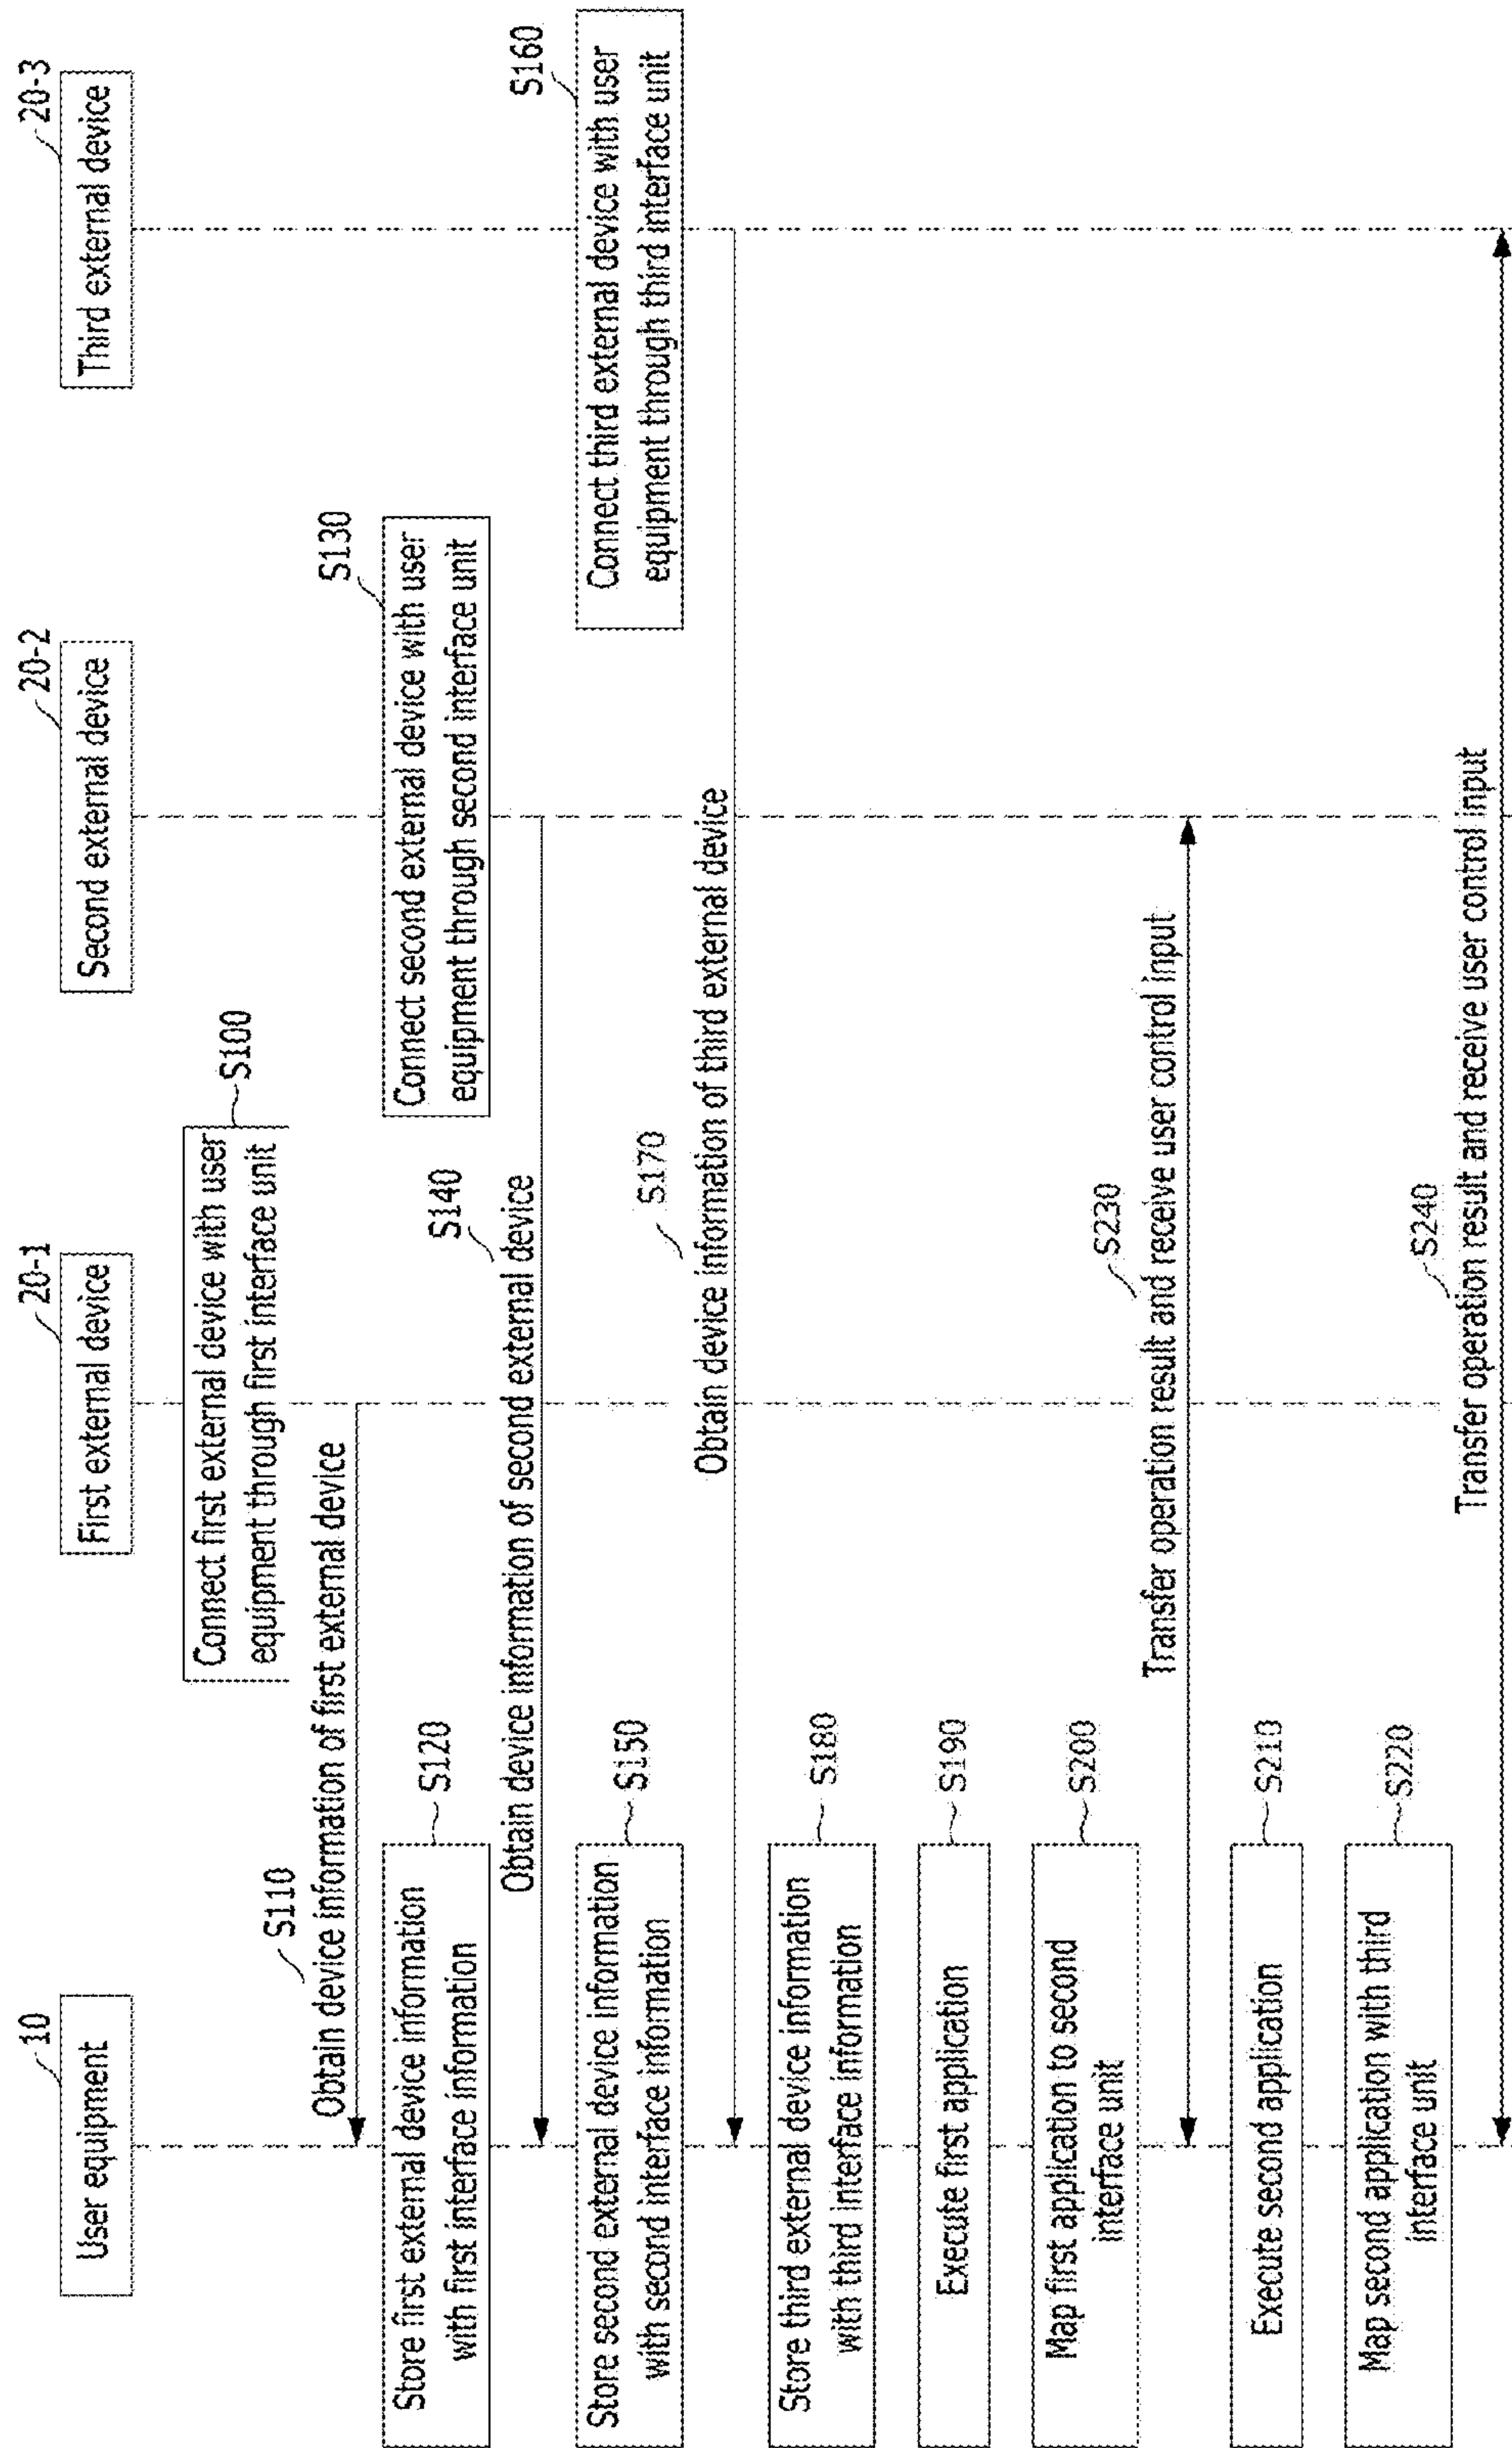 10
User equipment
20-1
First external device
20-2
Second external device
20-3
Third external device
Connect first external device with user
equipment through first interface unit
S100
S110
Obtain device information of first external device
Store first external device information
with first interface information
S120
Connect second external device with user
equipment through second interface unit
S130
S140
Obtain device information of second external device
Store second external device information
with second interface information
S150
Connect third external device with user
equipment through third interface unit
S160
S170
Obtain device information of third external device
Store third external device information
with third interface information
S180
Execute first application
S190
Map first application to second
interface unit
S200
S230
Transfer operation result and receive user control input
Execute second application
S210
Map second application with third
interface unit
S220
S240
Transfer operation result and receive user control input